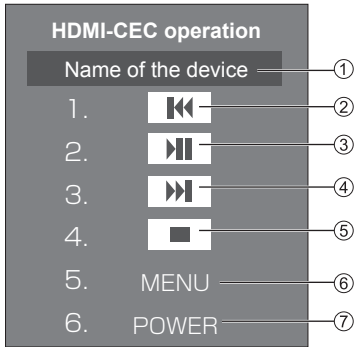 HDMI-CEC operation
Name of the device ①
1. ②
2. ③
3. ④
4. ⑤
5. MENU ⑥
6. POWER ⑦